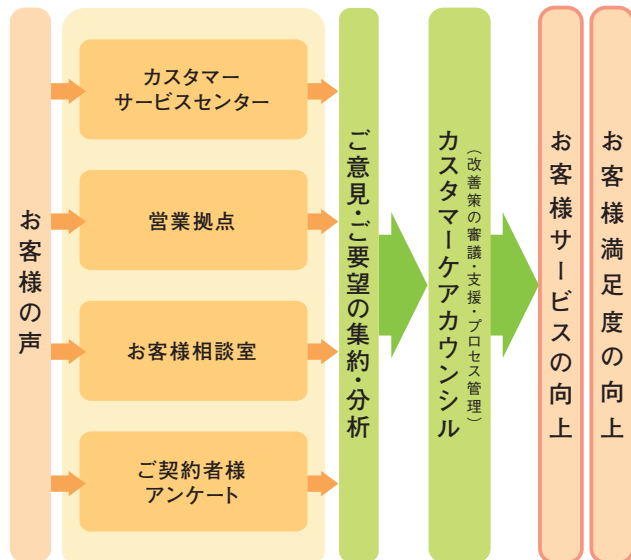 お客様の声
カスタマー
サービスセンター
営業拠点
お客様相談室
ご契約者様
アンケート
ご意見・ご要望の集約・分析
カスタマーケアカウンシル
（改善策の審議・支援・プロセス管理）
お客様サービスの向上
お客様満足度の向上